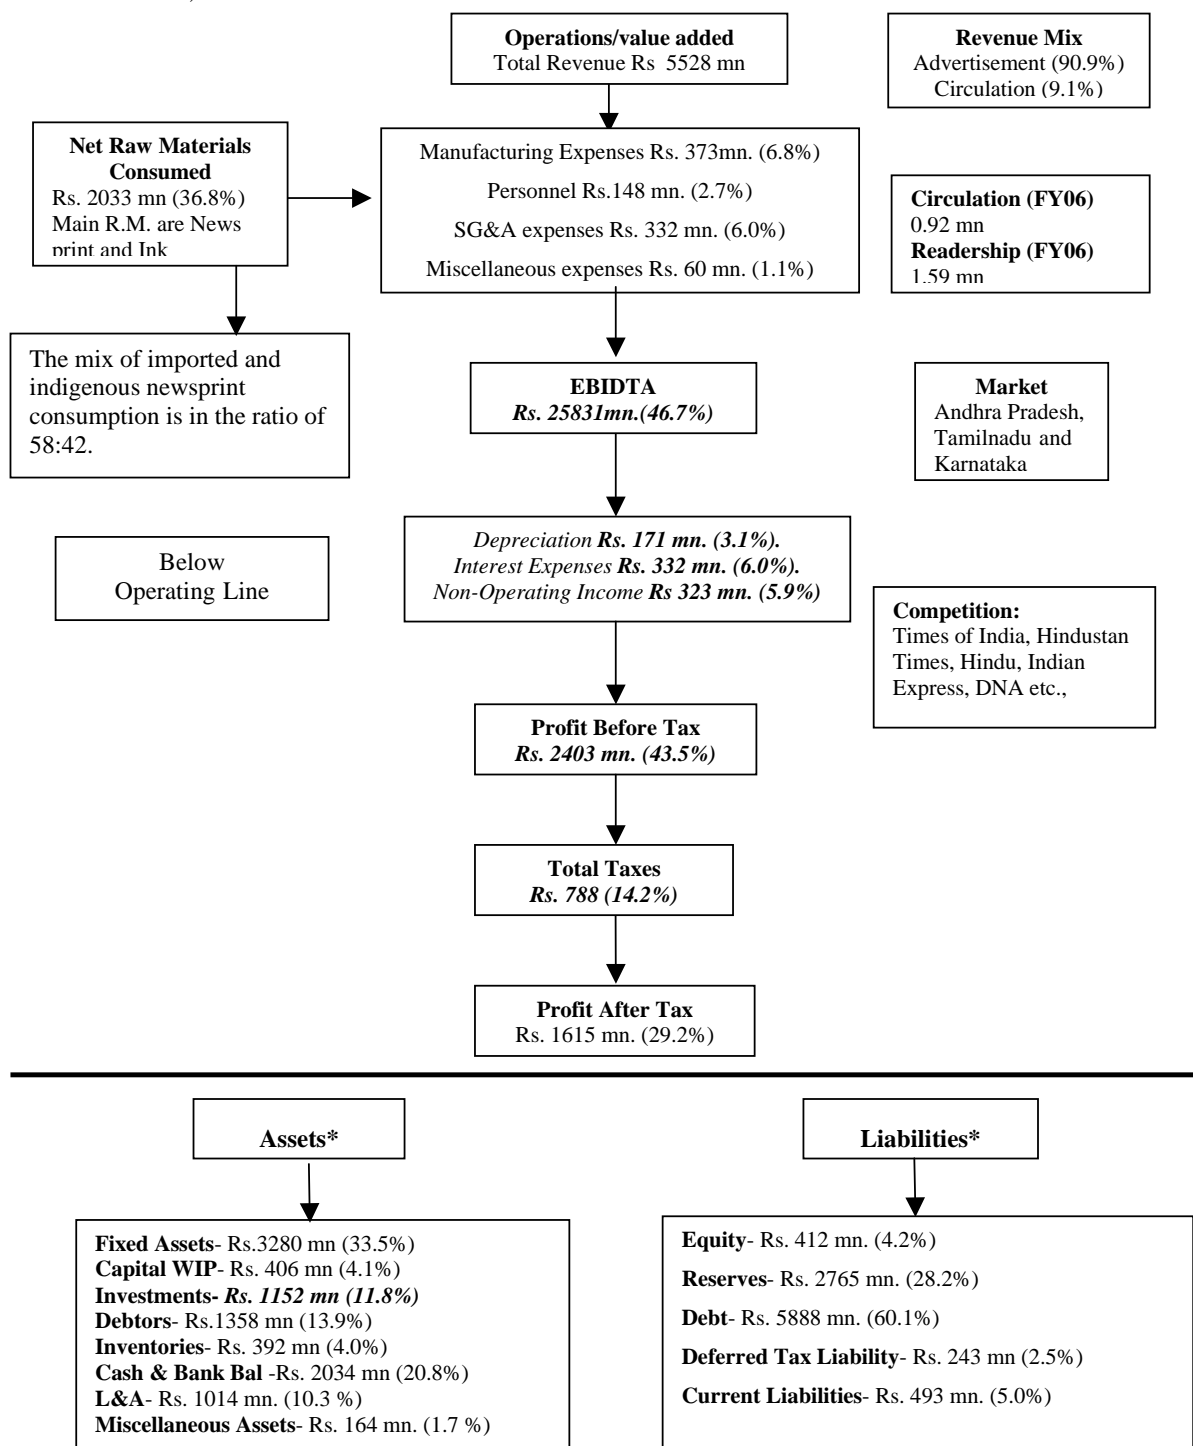 Operations/value added
Total Revenue Rs 5528 mn
Revenue Mix
Advertisement (90.9%)
Circulation (9.1%)
Net Raw Materials
Consumed
Rs. 2033 mn (36.8%)
Main R.M. are News
print and Ink
Manufacturing Expenses Rs. 373mn. (6.8%)
Personnel Rs.148 mn. (2.7%)
SG&A expenses Rs. 332 mn. (6.0%)
Miscellaneous expenses Rs. 60 mn. (1.1%)
Circulation (FY06)
0.92 mn
Readership (FY06)
1.59 mn
The mix of imported and
indigenous newsprint
consumption is in the ratio of
58:42.
EBIDTA
Rs. 25831mn.(46.7%)
Market
Andhra Pradesh,
Tamilnadu and
Karnataka
Below
Operating Line
Depreciation Rs. 171 mn. (3.1%).
Interest Expenses Rs. 332 mn. (6.0%).
Non-Operating Income Rs 323 mn. (5.9%)
Competition:
Times of India, Hindustan
Times, Hindu, Indian
Express, DNA etc.,
Profit Before Tax
Rs. 2403 mn. (43.5%)
Total Taxes
Rs. 788 (14.2%)
Profit After Tax
Rs. 1615 mn. (29.2%)
Assets*
Fixed Assets- Rs.3280 mn (33.5%)
Capital WIP- Rs. 406 mn (4.1%)
Investments- Rs. 1152 mn (11.8%)
Debtors- Rs.1358 mn (13.9%)
Inventories- Rs. 392 mn (4.0%)
Cash & Bank Bal -Rs. 2034 mn (20.8%)
L&A- Rs. 1014 mn. (10.3 %)
Miscellaneous Assets- Rs. 164 mn. (1.7 %)
Liabilities*
Equity- Rs. 412 mn. (4.2%)
Reserves- Rs. 2765 mn. (28.2%)
Debt- Rs. 5888 mn. (60.1%)
Deferred Tax Liability- Rs. 243 mn (2.5%)
Current Liabilities- Rs. 493 mn. (5.0%)